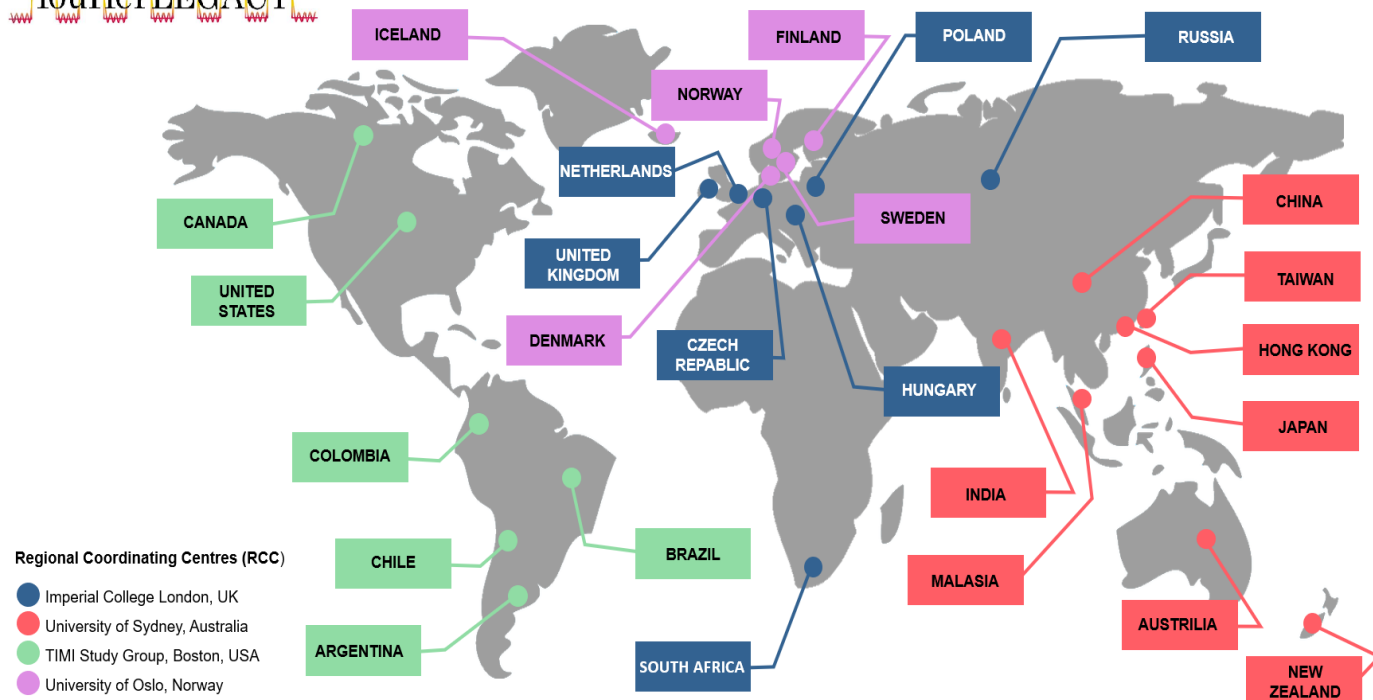 LEGACY
ICELAND
FINLAND
POLAND
RUSSIA
NORWAY
NETHERLANDS
CANADA
SWEDEN
CHINA
UNITED
KINGDOM
TAIWAN
UNITED
STATES
DENMARK
CZECH
REPABLIC
HONG KONG
HUNGARY
JAPAN
COLOMBIA
INDIA
BRAZIL
CHILE
MALASIA
AUSTRILIA
ARGENTINA
SOUTH AFRICA
NEW
ZEALAND
Regional Coordinating Centres (RCC)
Imperial College London, UK
University of Sydney, Australia
TIMI Study Group, Boston, USA
University of Oslo, Norway